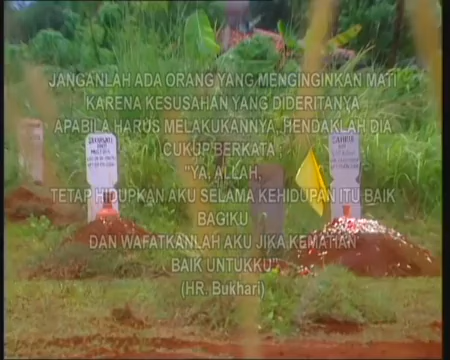 JANGANLAH ADA ORANG YANG MENGINGINKAN MATI
KARENA KESUSAHAN YANG DIDERITANYA
APABILA HARUS MELAKUKANNYA, HENDAKLAH DIA
CUKUP BERKATA :
"YA, ALLAH,
TETAP HIDUPKAN AKU SELAMA KEHIDUPAN ITU BAIK
BAGIKU
DAN WAFATKANLAH AKU JIKA KEMATIAN
BAIK UNTUKKU"
(HR. Bukhari)